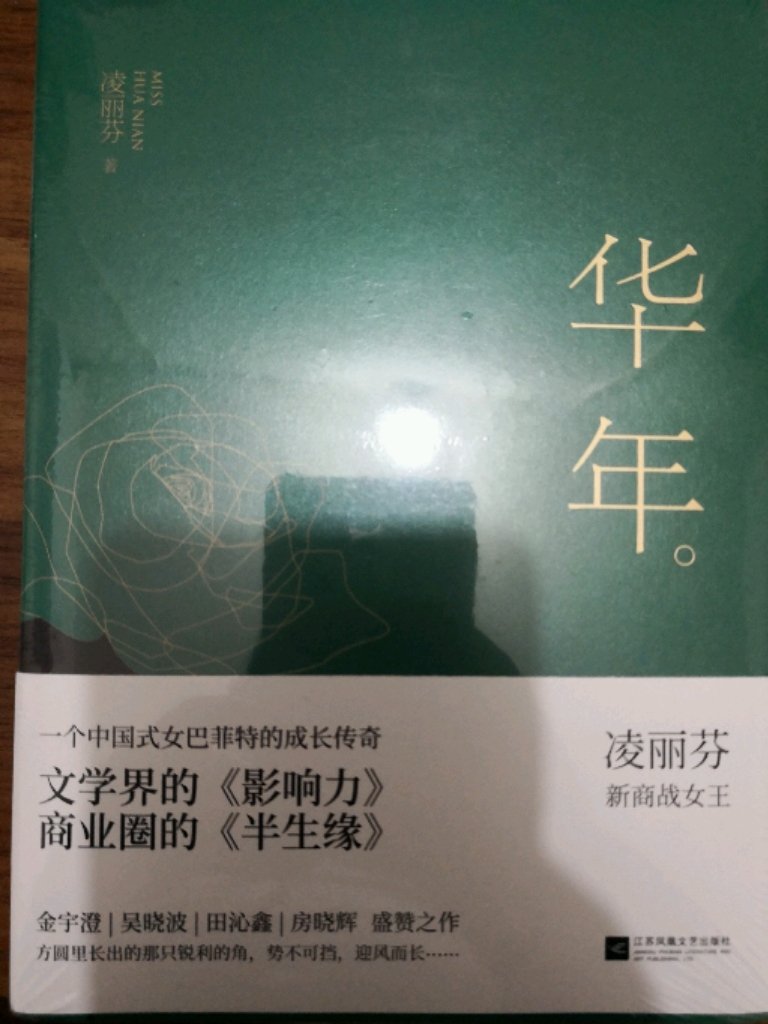 华年。
MISS
HUA NIAN
凌丽芬 著
一个中国式女巴菲特的成长传奇
文学界的《影响力》
商业圈的《半生缘》
凌丽芬
新商战女王
金宇澄|吴晓波|田沁鑫|房晓辉 盛赞之作
方圆里长出的那只锐利的角，势不可挡，迎风而长……
江苏凤凰文艺出版社